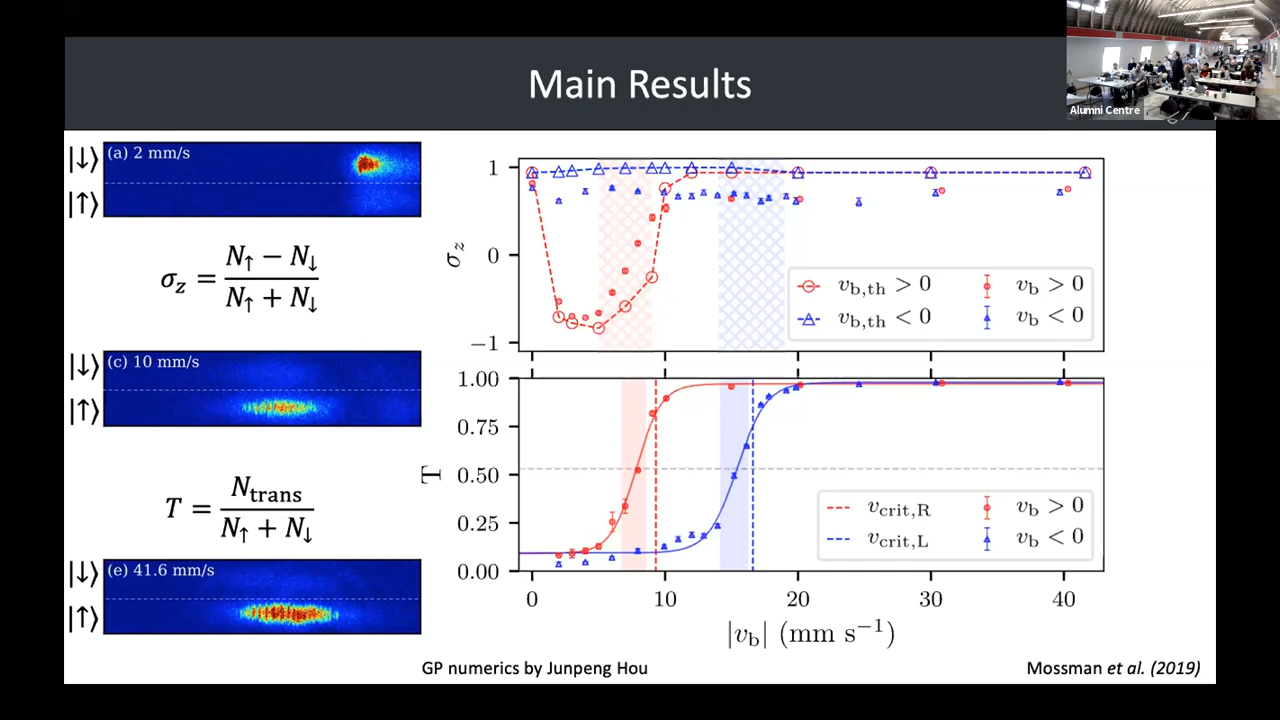 Main Results
Alumni Centre
|↓⟩
(a) 2 mm/s
|↑⟩
σz = (N↑ − N↓) / (N↑ + N↓)
|↓⟩
(c) 10 mm/s
|↑⟩
T = Ntrans / (N↑ + N↓)
|↓⟩
(e) 41.6 mm/s
|↑⟩
1
0
−1
σz
vb,th > 0
vb > 0
vb,th < 0
vb < 0
1.00
0.75
0.50
0.25
0.00
T
vcrit,R
vb > 0
vcrit,L
vb < 0
0 10 20 30 40
|vb| (mm s−1)
GP numerics by Junpeng Hou
Mossman et al. (2019)